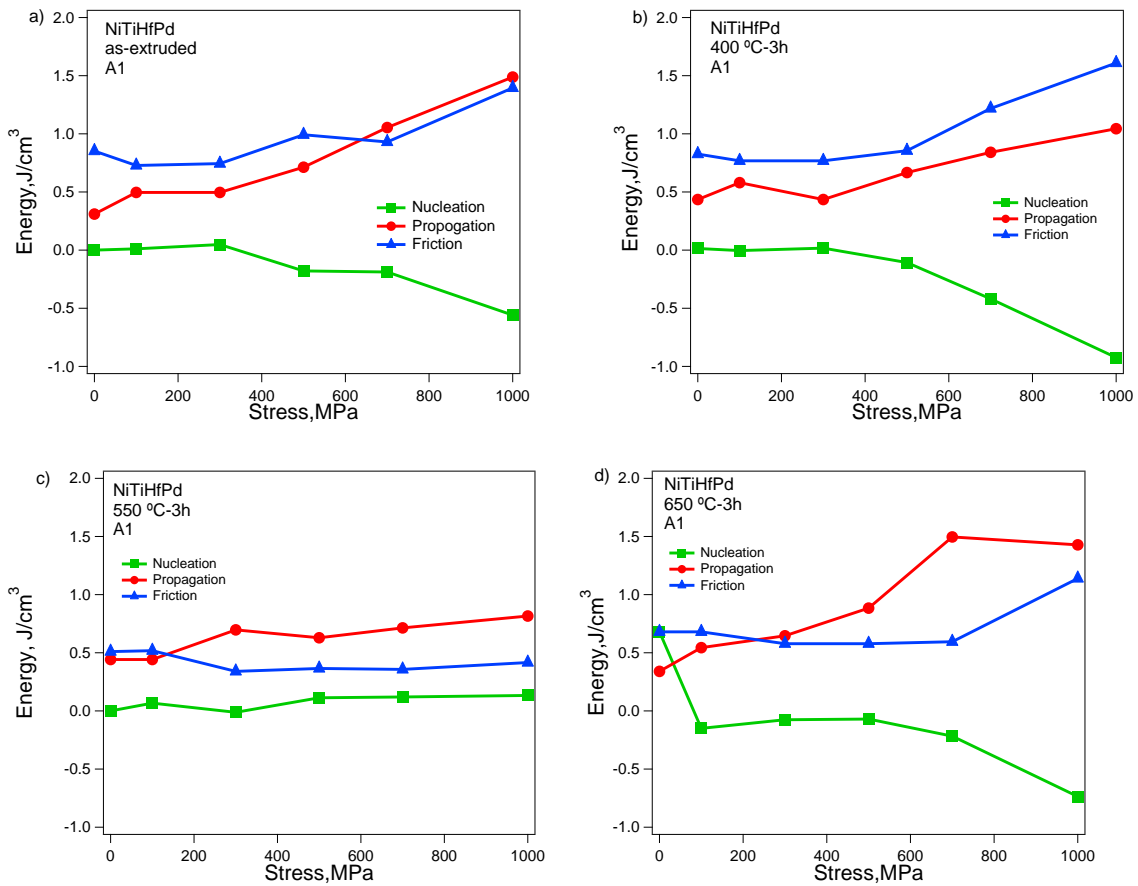 a)
NiTiHfPd
as-extruded
A1
2.0
1.5
1.0
0.5
0.0
-0.5
-1.0
Energy,J/cm3
Nucleation
Propogation
Friction
0
200
400
600
800
1000
Stress,MPa
b)
NiTiHfPd
400 ºC-3h
A1
2.0
1.5
1.0
0.5
0.0
-0.5
-1.0
Energy,J/cm3
Nucleation
Propagation
Friction
0
200
400
600
800
1000
Stress,MPa
c)
NiTiHfPd
550 ºC-3h
A1
2.0
1.5
1.0
0.5
0.0
-0.5
-1.0
Energy, J/cm3
Nucleation
Propagation
Friction
0
200
400
600
800
1000
Stress,MPa
d)
NiTiHfPd
650 ºC-3h
A1
2.0
1.5
1.0
0.5
0.0
-0.5
-1.0
Energy, J/cm3
Nucleation
Propagation
Friction
0
200
400
600
800
1000
Stress,MPa